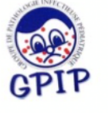 GROUPE DE PATHOLOGIE INFECTIEUSE PEDIATRIQUE
GPIP